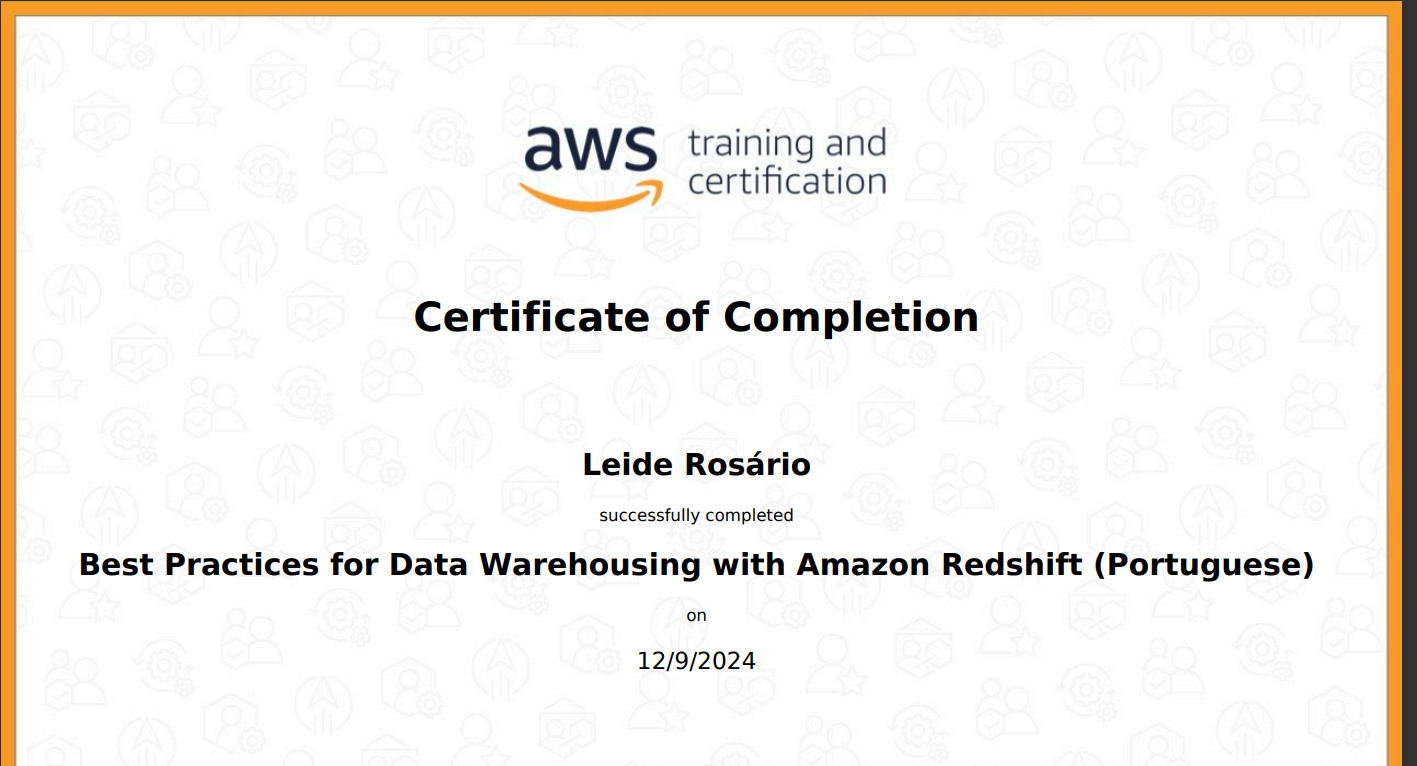 aws training and
certification
Certificate of Completion
Leide Rosário
successfully completed
Best Practices for Data Warehousing with Amazon Redshift (Portuguese)
on
12/9/2024